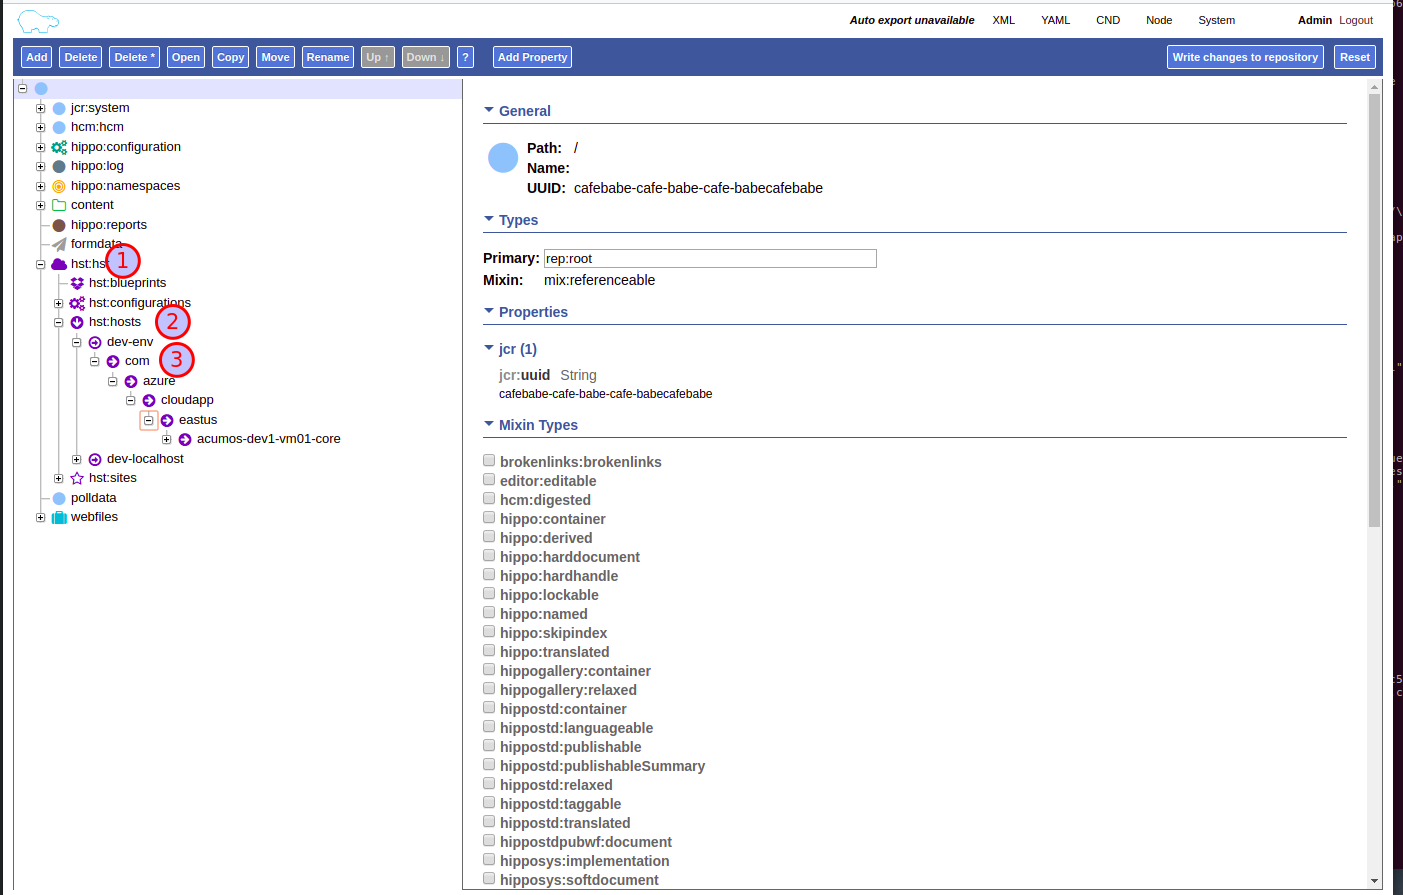 Auto export unavailable XML YAML CND Node System Admin Logout
Add Delete Delete * Open Copy Move Rename Up ↑ Down ↓ ? Add Property Write changes to repository Reset
jcr:system
hcm:hcm
hippo:configuration
hippo:log
hippo:namespaces
content
hippo:reports
formdata
hst:hst 1
hst:blueprints
hst:configurations
hst:hosts 2
dev-env
com 3
azure
cloudapp
eastus
acumos-dev1-vm01-core
dev-localhost
hst:sites
polldata
webfiles
General
Path: /
Name:
UUID: cafebabe-cafe-babe-cafe-babecafebabe
Types
Primary: rep:root
Mixin: mix:referenceable
Properties
jcr (1)
jcr:uuid String
cafebabe-cafe-babe-cafe-babecafebabe
Mixin Types
brokenlinks:brokenlinks
editor:editable
hcm:digested
hippo:container
hippo:derived
hippo:harddocument
hippo:hardhandle
hippo:lockable
hippo:named
hippo:skipindex
hippo:translated
hippogallery:container
hippogallery:relaxed
hippostd:container
hippostd:languageable
hippostd:publishable
hippostd:publishableSummary
hippostd:relaxed
hippostd:taggable
hippostd:translated
hippostdpubwf:document
hipposys:implementation
hipposys:softdocument